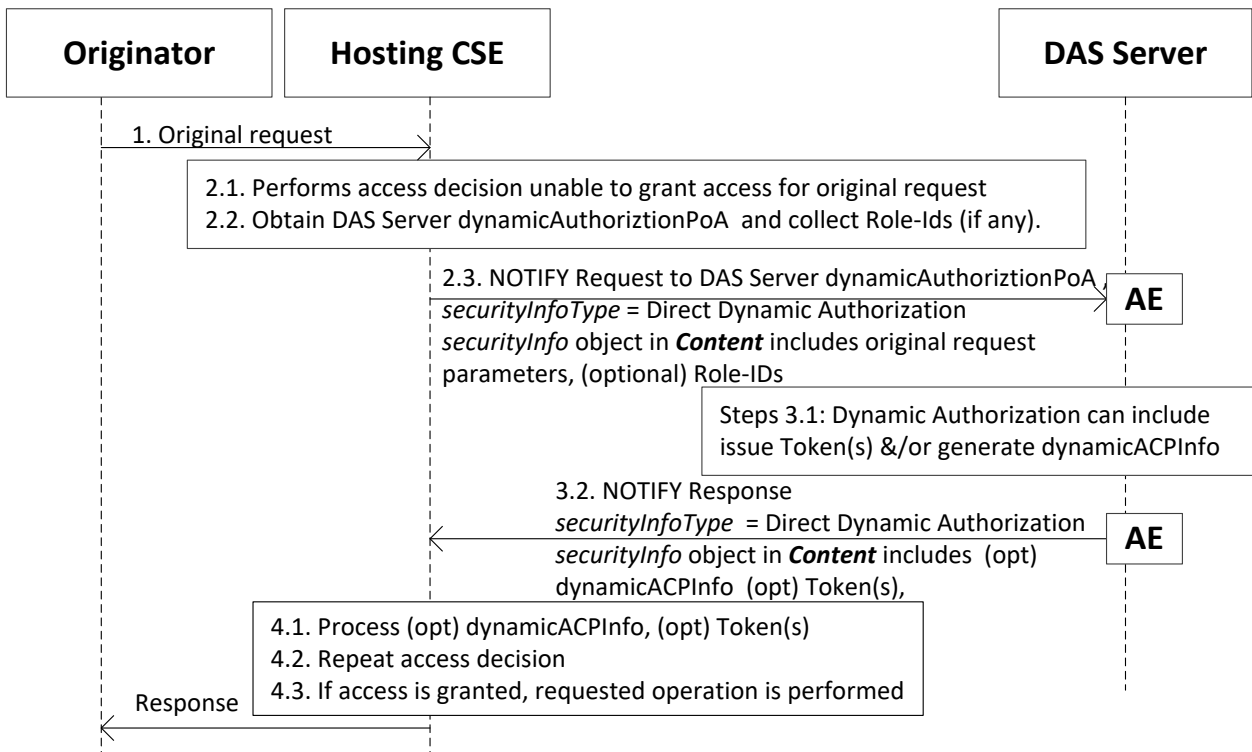 Originator
Hosting CSE
DAS Server
1. Original request
2.1. Performs access decision unable to grant access for original request
2.2. Obtain DAS Server dynamicAuthoriztionPoA and collect Role-Ids (if any).
2.3. NOTIFY Request to DAS Server dynamicAuthoriztionPoA ,
securityInfoType = Direct Dynamic Authorization
securityInfo object in Content includes original request
parameters, (optional) Role-IDs
AE
Steps 3.1: Dynamic Authorization can include
issue Token(s) &/or generate dynamicACPInfo
3.2. NOTIFY Response
securityInfoType = Direct Dynamic Authorization
securityInfo object in Content includes (opt)
dynamicACPInfo (opt) Token(s),
AE
4.1. Process (opt) dynamicACPInfo, (opt) Token(s)
4.2. Repeat access decision
4.3. If access is granted, requested operation is performed
Response